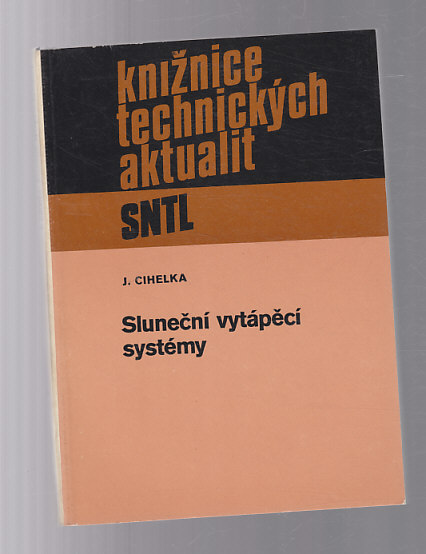 knižnice
technických
aktualit
SNTL
J. CIHELKA
Sluneční vytápěcí
systémy